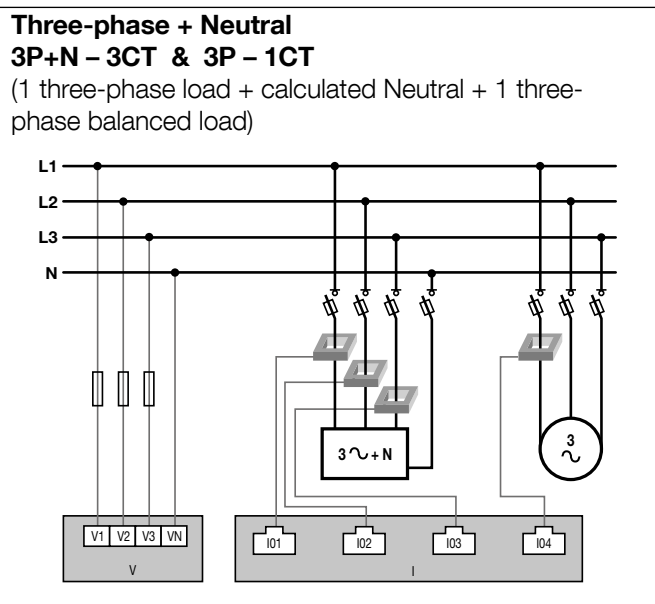 Three-phase + Neutral
3P+N – 3CT & 3P – 1CT
(1 three-phase load + calculated Neutral + 1 three-
phase balanced load)
L1
L2
L3
N
3 ∿ + N
3
∿
V1 V2 V3 VN
V
I01 I02 I03 I04
I